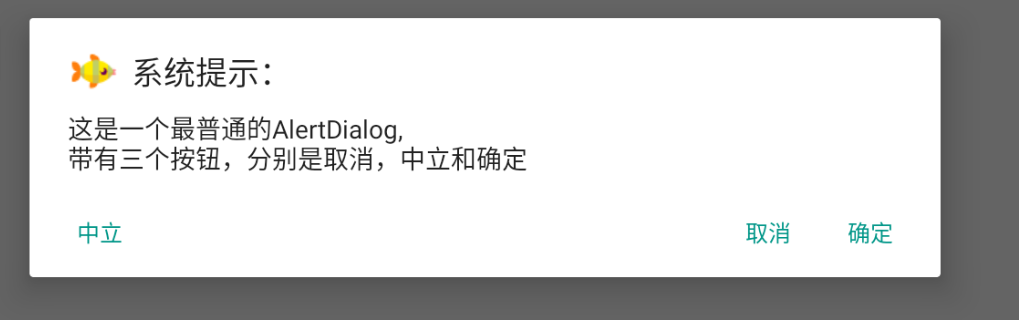 系统提示：
这是一个最普通的AlertDialog,
带有三个按钮，分别是取消，中立和确定
中立 取消 确定